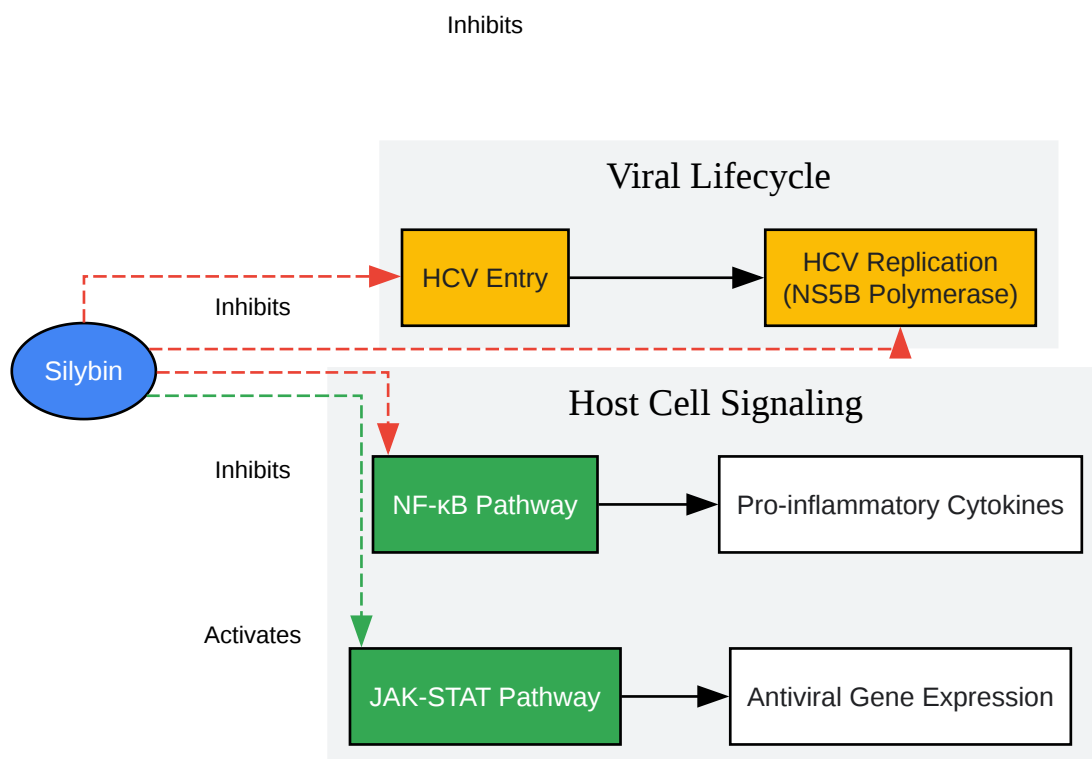 Inhibits
Viral Lifecycle
HCV Entry
HCV Replication
(NS5B Polymerase)
Inhibits
Silybin
Host Cell Signaling
Inhibits
NF-κB Pathway
Pro-inflammatory Cytokines
Activates
JAK-STAT Pathway
Antiviral Gene Expression